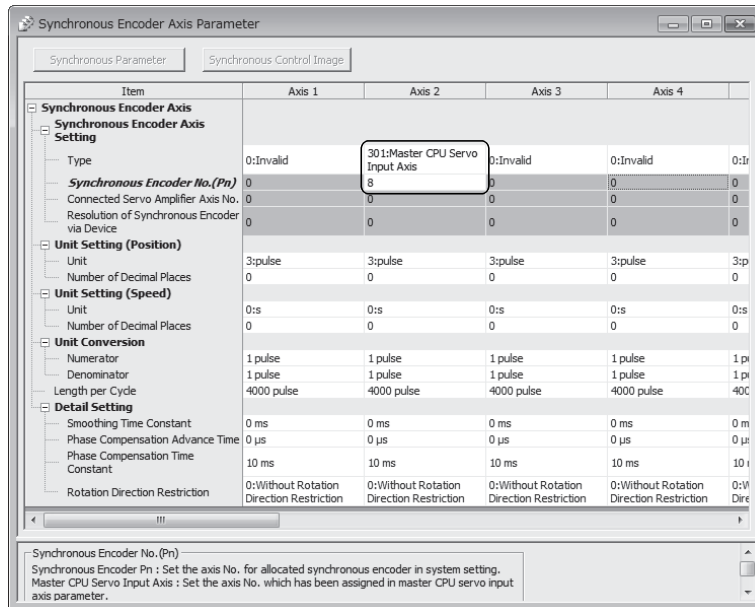 Synchronous Encoder Axis Parameter
Synchronous Parameter Synchronous Control Image
Item Axis 1 Axis 2 Axis 3 Axis 4
Synchronous Encoder Axis
Synchronous Encoder Axis
Setting
Type 0:Invalid 301:Master CPU Servo Input Axis 0:Invalid 0:Invalid
Synchronous Encoder No.(Pn) 0 8 0 0 0
Connected Servo Amplifier Axis No. 0 0 0 0 0
Resolution of Synchronous Encoder
via Device 0 0 0 0 0
Unit Setting (Position)
Unit 3:pulse 3:pulse 3:pulse 3:pulse 3:p
Number of Decimal Places 0 0 0 0 0
Unit Setting (Speed)
Unit 0:s 0:s 0:s 0:s 0:s
Number of Decimal Places 0 0 0 0 0
Unit Conversion
Numerator 1 pulse 1 pulse 1 pulse 1 pulse
Denominator 1 pulse 1 pulse 1 pulse 1 pulse
Length per Cycle 4000 pulse 4000 pulse 4000 pulse 4000 pulse
Detail Setting
Smoothing Time Constant 0 ms 0 ms 0 ms 0 ms
Phase Compensation Advance Time 0 µs 0 µs 0 µs 0 µs
Phase Compensation Time
Constant 10 ms 10 ms 10 ms 10 ms
Rotation Direction Restriction 0:Without Rotation Direction Restriction 0:Without Rotation Direction Restriction 0:Without Rotation Direction Restriction 0:Without Rotation Direction Restriction
Synchronous Encoder No.(Pn)
Synchronous Encoder Pn : Set the axis No. for allocated synchronous encoder in system setting.
Master CPU Servo Input Axis : Set the axis No. which has been assigned in master CPU servo input
axis parameter.